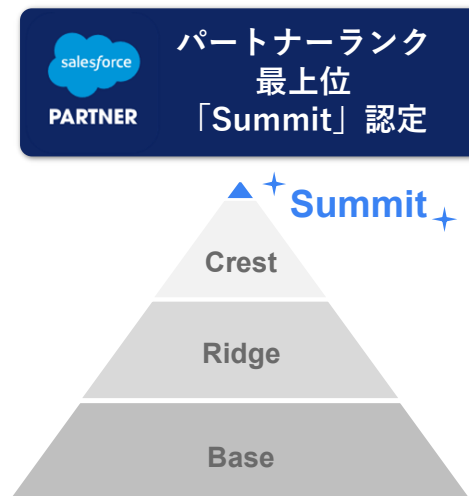 salesforce
PARTNER
パートナーランク
最上位
「Summit」認定
Summit
Crest
Ridge
Base